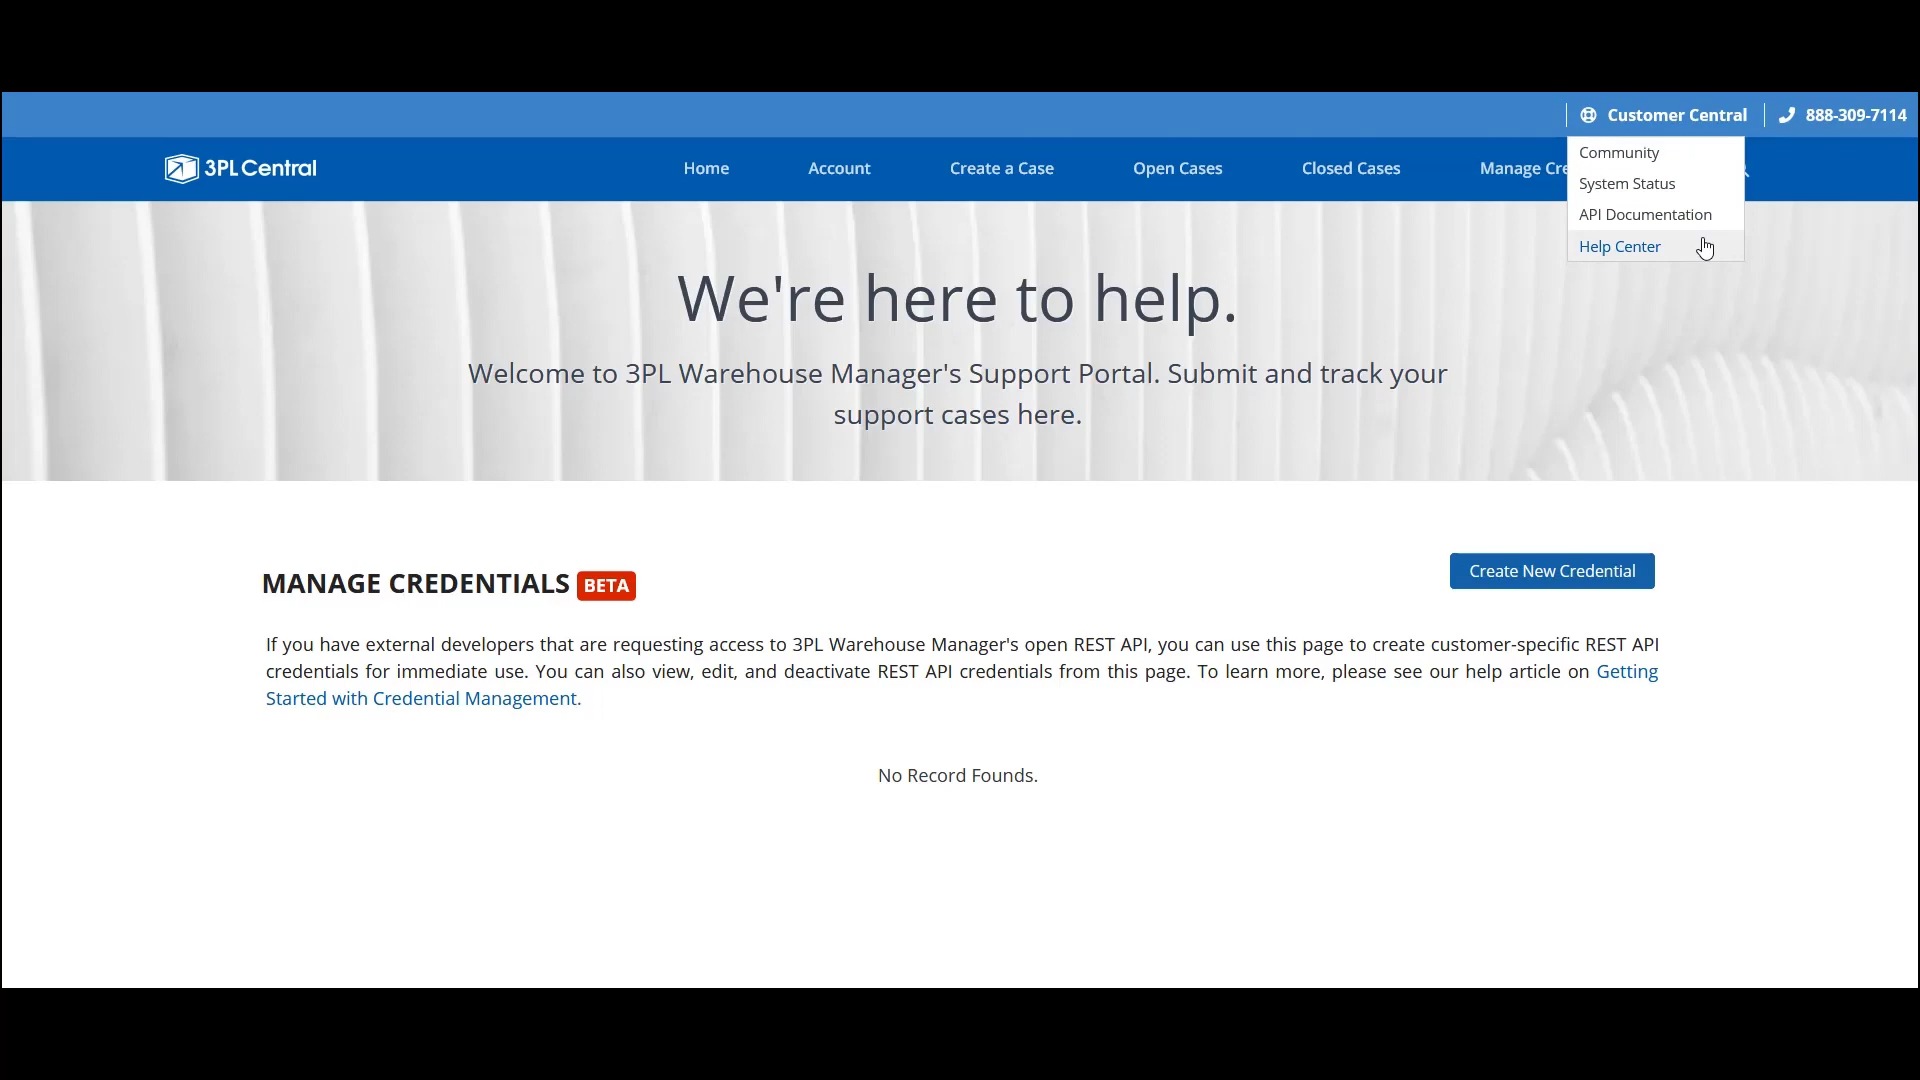 Customer Central
888-309-7114
3PL Central
Home
Account
Create a Case
Open Cases
Closed Cases
Manage Cre
Community
System Status
API Documentation
Help Center
We're here to help.
Welcome to 3PL Warehouse Manager's Support Portal. Submit and track your
support cases here.
MANAGE CREDENTIALS BETA
Create New Credential
If you have external developers that are requesting access to 3PL Warehouse Manager's open REST API, you can use this page to create customer-specific REST API
credentials for immediate use. You can also view, edit, and deactivate REST API credentials from this page. To learn more, please see our help article on Getting
Started with Credential Management.
No Record Founds.